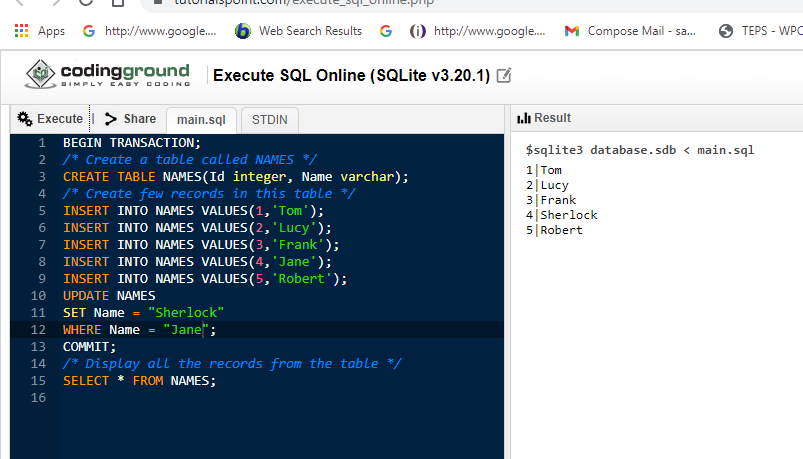 tutorialspoint.com/execute_sql_online.php
Apps http://www.google.... Web Search Results http://www.google.... Compose Mail - sa... TEPS - WPC
codingground
SIMPLY EASY CODING
Execute SQL Online (SQLite v3.20.1)
Execute | Share main.sql STDIN
1 BEGIN TRANSACTION;
2 /* Create a table called NAMES */
3 CREATE TABLE NAMES(Id integer, Name varchar);
4 /* Create few records in this table */
5 INSERT INTO NAMES VALUES(1,'Tom');
6 INSERT INTO NAMES VALUES(2,'Lucy');
7 INSERT INTO NAMES VALUES(3,'Frank');
8 INSERT INTO NAMES VALUES(4,'Jane');
9 INSERT INTO NAMES VALUES(5,'Robert');
10 UPDATE NAMES
11 SET Name = "Sherlock"
12 WHERE Name = "Jane";
13 COMMIT;
14 /* Display all the records from the table */
15 SELECT * FROM NAMES;
16
Result
$sqlite3 database.sdb < main.sql
1|Tom
2|Lucy
3|Frank
4|Sherlock
5|Robert